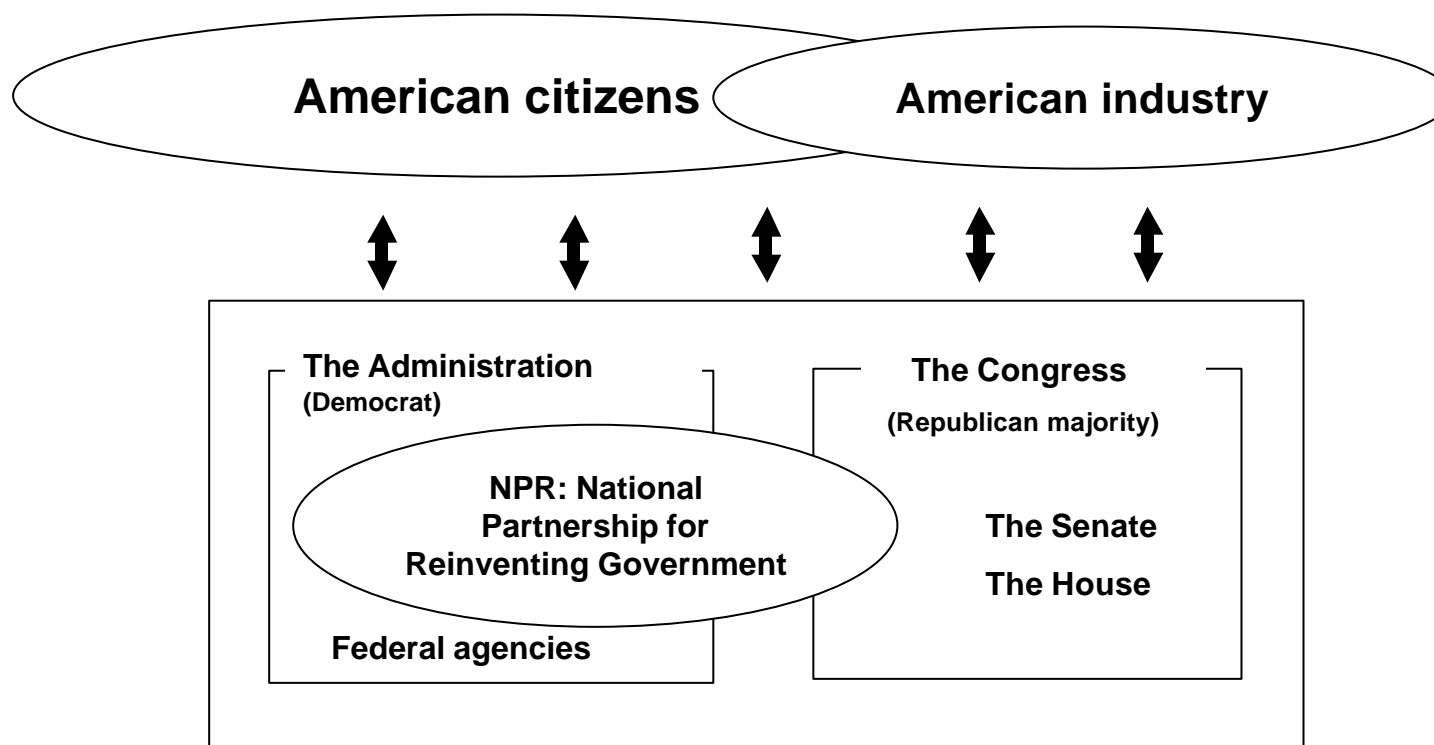 American citizens
American industry
The Administration
(Democrat)
The Congress
(Republican majority)
NPR: National
Partnership for
Reinventing Government
The Senate
The House
Federal agencies